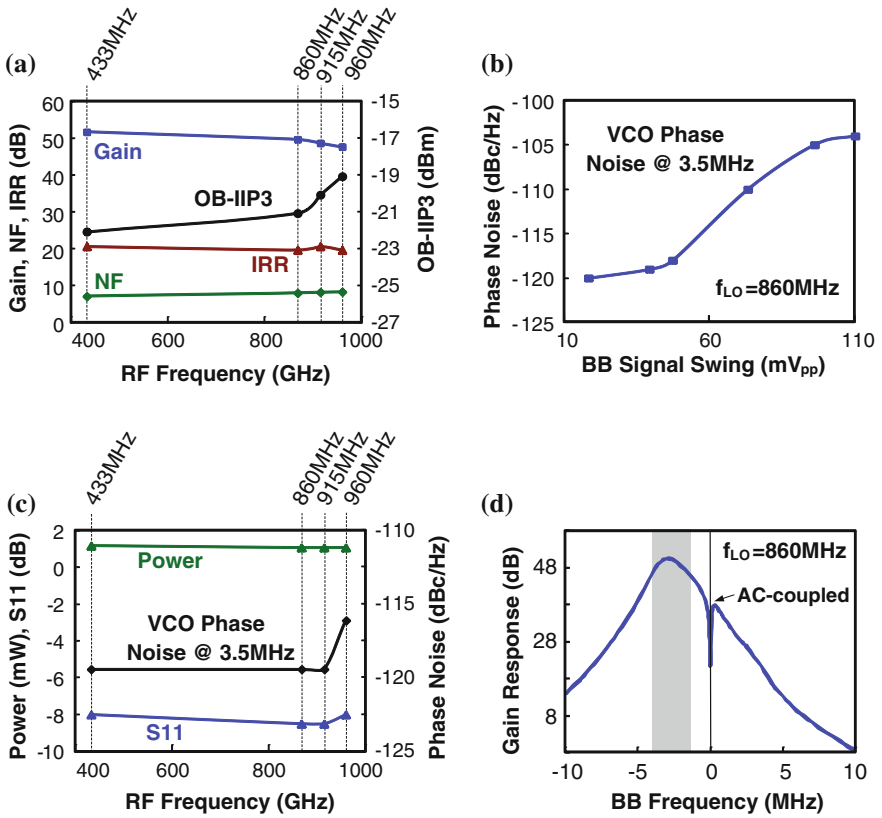 (a)
433MHz
860MHz
915MHz
960MHz
60
50
40
30
20
10
0
Gain, NF, IRR (dB)
Gain
OB-IIP3
IRR
NF
-15
-17
-19
-21
-23
-25
-27
OB-IIP3 (dBm)
400
600
800
1000
RF Frequency (GHz)
(b)
-100
-105
-110
-115
-120
-125
Phase Noise (dBc/Hz)
VCO Phase
Noise @ 3.5MHz
fLO=860MHz
10
60
110
BB Signal Swing (mVpp)
(c)
433MHz
860MHz
915MHz
960MHz
2
0
-2
-4
-6
-8
-10
Power (mW), S11 (dB)
Power
VCO Phase
Noise @ 3.5MHz
S11
-110
-115
-120
-125
Phase Noise (dBc/Hz)
400
600
800
1000
RF Frequency (GHz)
(d)
48
28
8
Gain Response (dB)
fLO=860MHz
AC-coupled
-10
-5
0
5
10
BB Frequency (MHz)